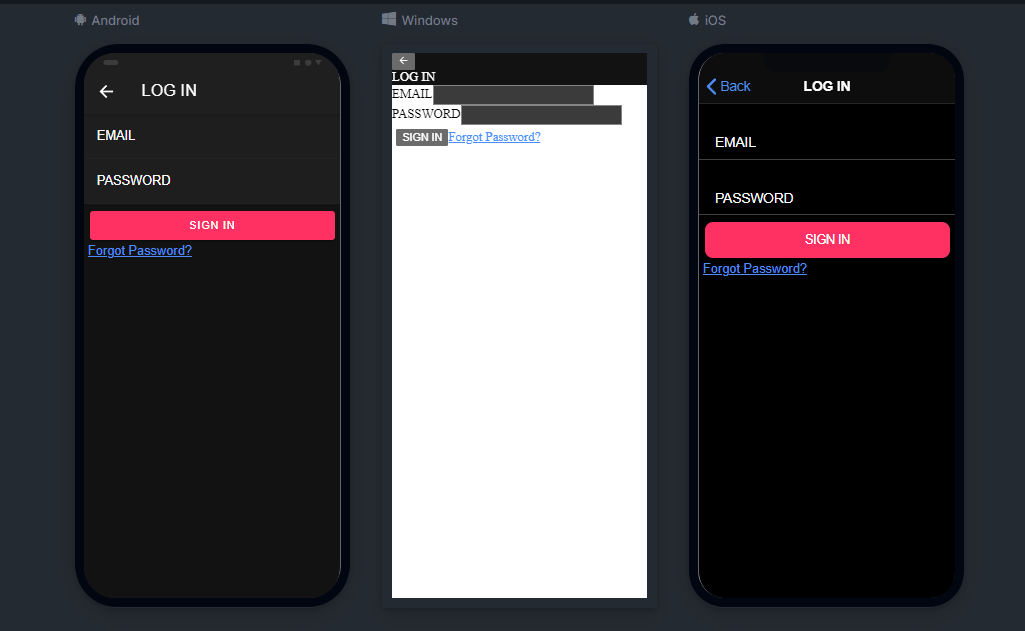 Android
LOG IN
EMAIL
PASSWORD
SIGN IN
Forgot Password?
Windows
LOG IN
EMAIL
PASSWORD
SIGN IN Forgot Password?
iOS
Back LOG IN
EMAIL
PASSWORD
SIGN IN
Forgot Password?